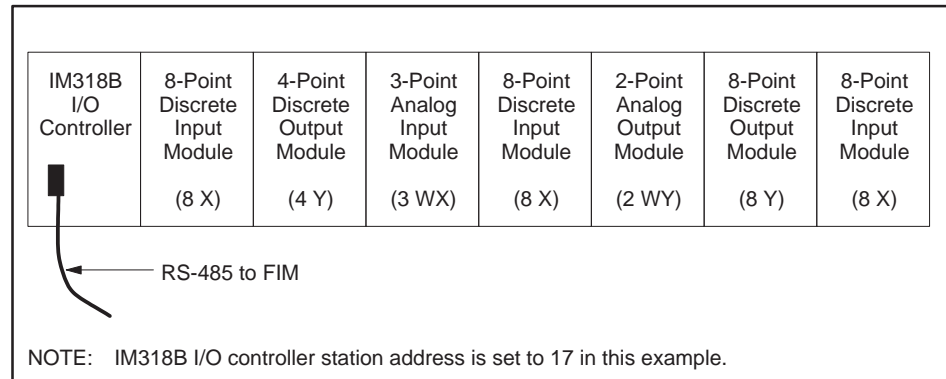 IM318B
I/O
Controller
8-Point
Discrete
Input
Module
(8 X)
4-Point
Discrete
Output
Module
(4 Y)
3-Point
Analog
Input
Module
(3 WX)
8-Point
Discrete
Input
Module
(8 X)
2-Point
Analog
Output
Module
(2 WY)
8-Point
Discrete
Output
Module
(8 Y)
8-Point
Discrete
Input
Module
(8 X)
RS-485 to FIM
NOTE: IM318B I/O controller station address is set to 17 in this example.